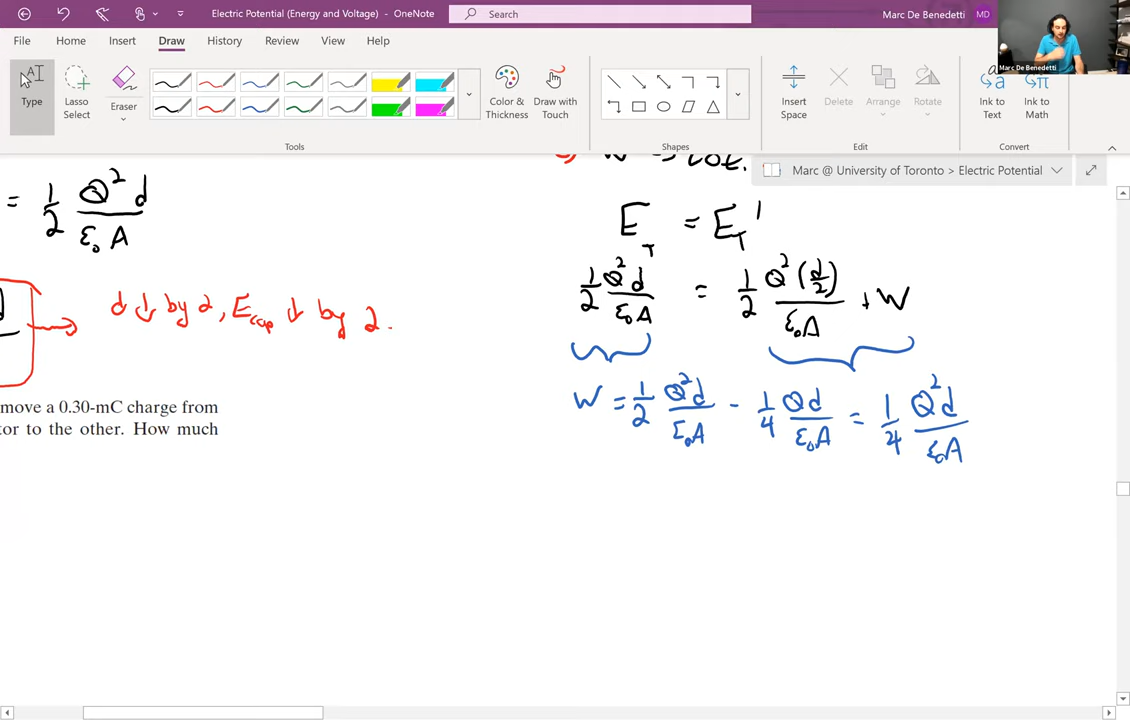 Electric Potential (Energy and Voltage) - OneNote
Search
Marc De Benedetti
MD
File Home Insert Draw History Review View Help
Marc De Benedetti
Type
Lasso Select
Eraser
Color & Thickness
Draw with Touch
Insert Space
Delete
Arrange
Rotate
Ink to Text
Ink to Math
Tools
Shapes
Edit
Convert
Marc @ University of Toronto > Electric Potential
= 1/2 Q²d/ε₀A
d ↓ by 2, E_cap ↓ by 2.
move a 0.30-mC charge from
tor to the other. How much
E_T = E_T'
1/2 Q²d/ε₀A = 1/2 Q²(d/2)/ε₀A + W
W = 1/2 Q²d/ε₀A - 1/4 Qd/ε₀A = 1/4 Q²d/ε₀A